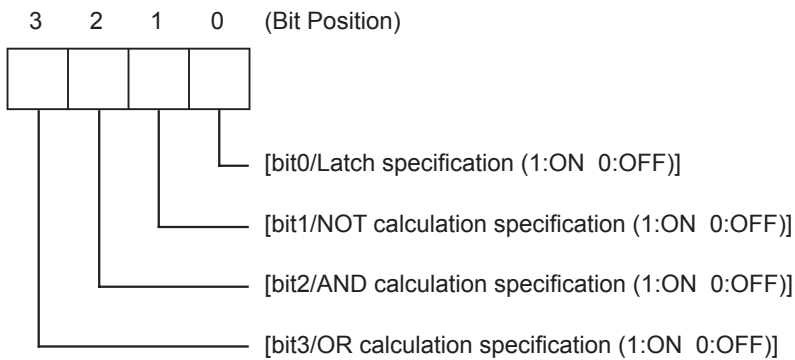 3 2 1 0 (Bit Position)
[bit0/Latch specification (1:ON 0:OFF)]
[bit1/NOT calculation specification (1:ON 0:OFF)]
[bit2/AND calculation specification (1:ON 0:OFF)]
[bit3/OR calculation specification (1:ON 0:OFF)]